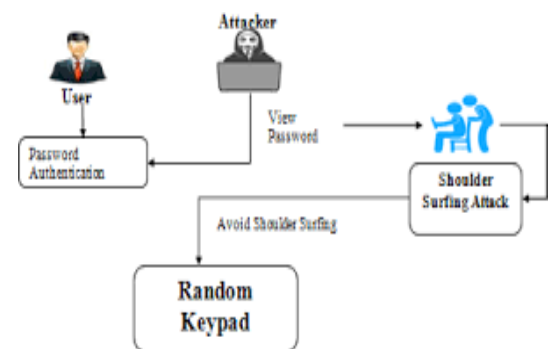 Attacker
User
View
Password
Password
Authentication
Shoulder
Surfing Attack
Avoid Shoulder Surfing
Random
Keypad